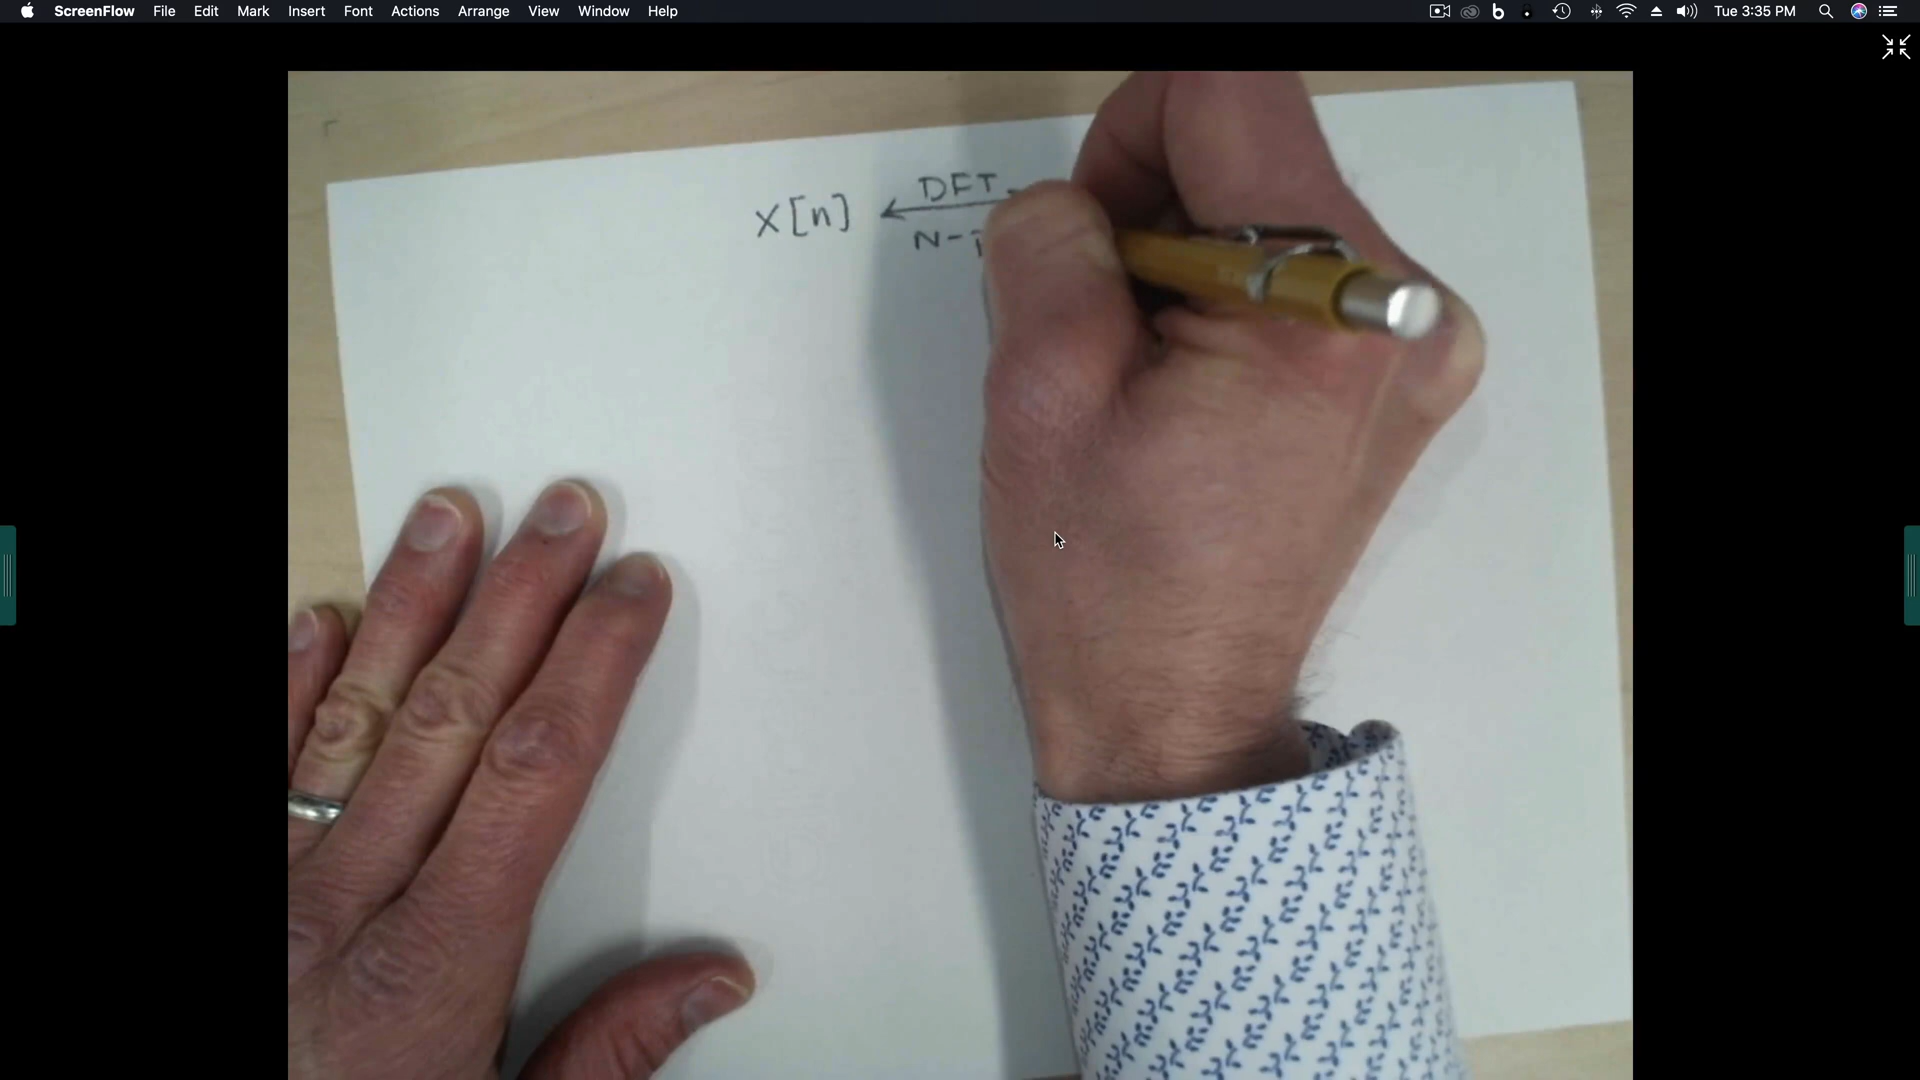 ScreenFlow File Edit Mark Insert Font Actions Arrange View Window Help Tue 3:35 PM
DFT
x[n]
N-